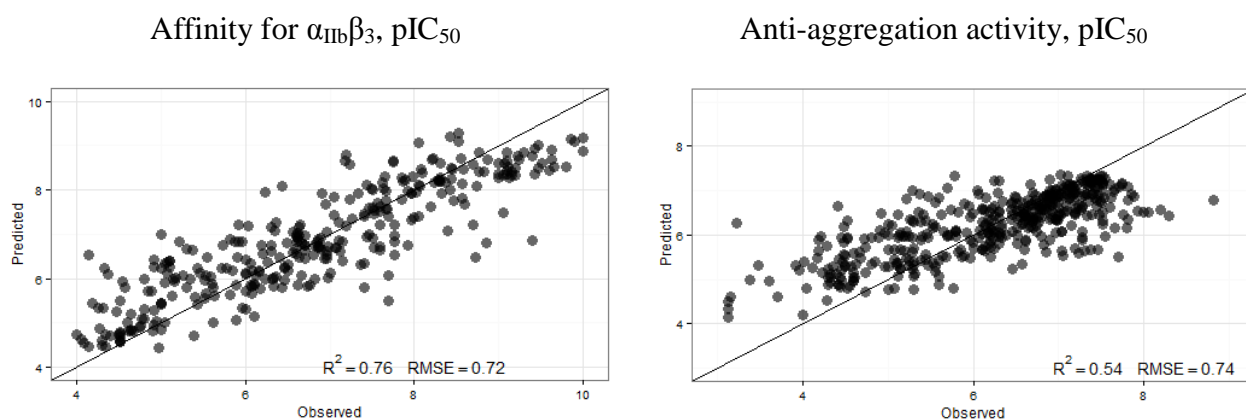 Affinity for αIIbβ3, pIC50
Anti-aggregation activity, pIC50
10
8
6
4
Predicted
R2 = 0.76 RMSE = 0.72
4
6
8
10
Observed
8
6
4
Predicted
R2 = 0.54 RMSE = 0.74
4
6
8
Observed